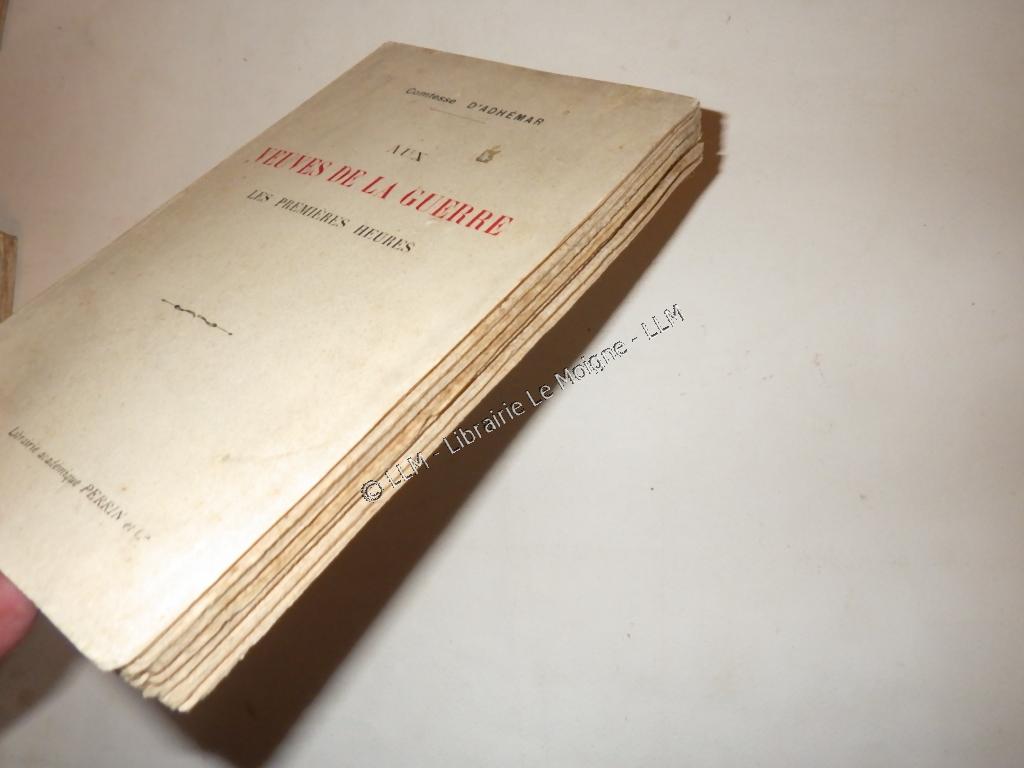 Comtesse D'ADHÉMAR
AUX
VEUVES DE LA GUERRE
LES PREMIÈRES HEURES
Librairie académique PERRIN et Cie
© LLM - Librairie Le Moigne - LLM